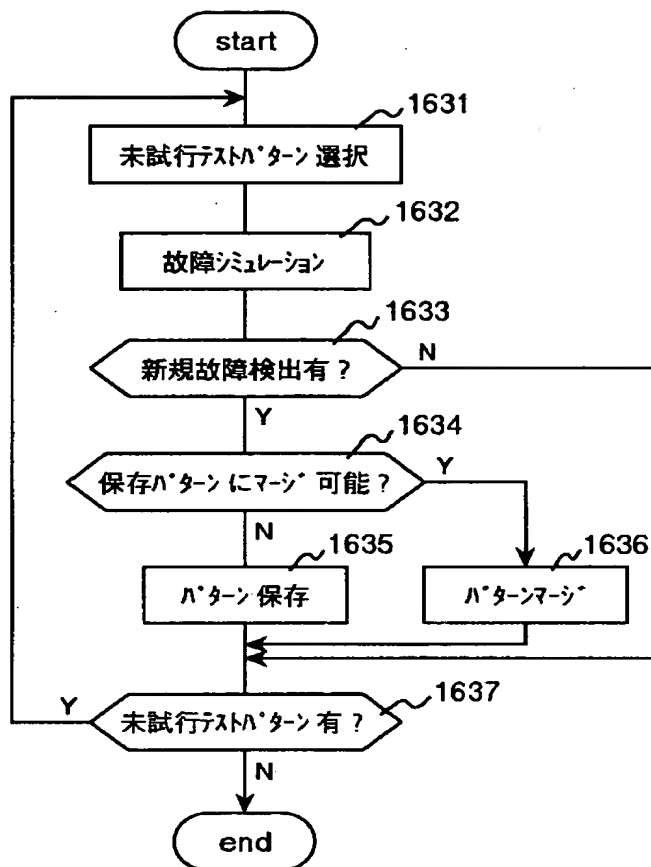 start
1631
未試行テストパターン 選択
1632
故障シミュレーション
1633
新規故障検出有?
N
Y
1634
保存パターン にマージ 可能?
Y
N
1635
パターン 保存
1636
パターンマージ
1637
Y
未試行テストパターン 有?
N
end